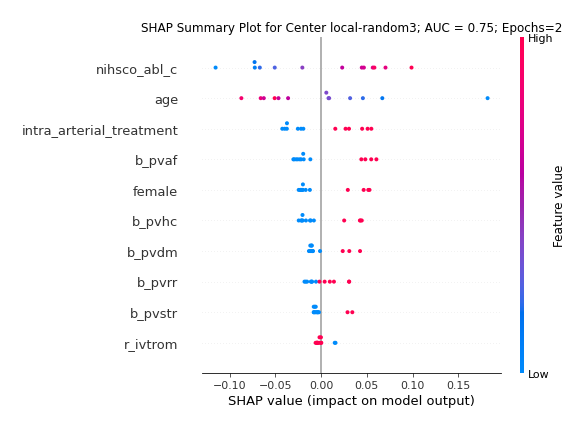 SHAP Summary Plot for Center local-random3; AUC = 0.75; Epochs=2
High
nihsco_abl_c
age
intra_arterial_treatment
b_pvaf
female
b_pvhc
b_pvdm
b_pvrr
b_pvstr
r_ivtrom
Feature value
Low
−0.10 −0.05 0.00 0.05 0.10 0.15
SHAP value (impact on model output)